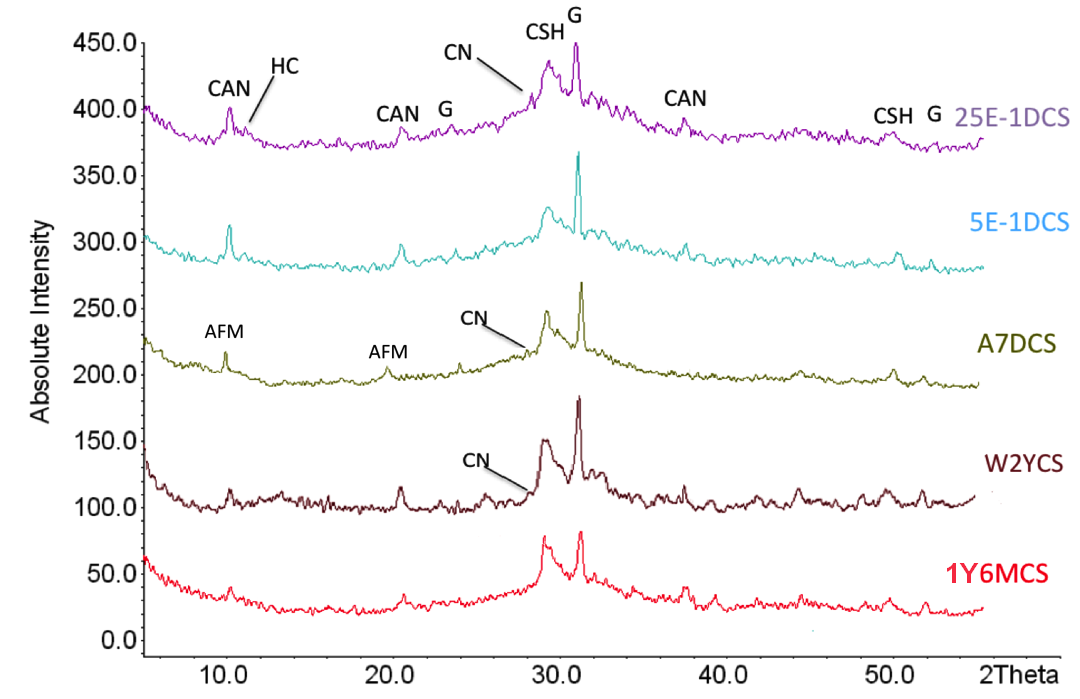 G
CSH
450.0
CN
HC
CAN
400.0
CAN
G
CAN
CSH
G
25E-1DCS
350.0
5E-1DCS
300.0
250.0
CN
AFM
A7DCS
AFM
200.0
150.0
CN
W2YCS
100.0
1Y6MCS
50.0
0.0
Absolute Intensity
10.0 20.0 30.0 40.0 50.0 2Theta